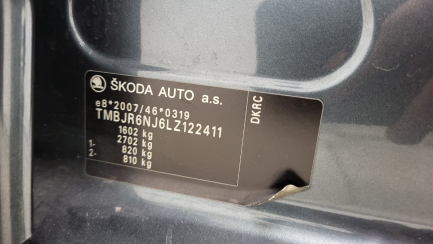 ŠKODA AUTO a.s.
e8*2007/46*0319
TMBJR6NJ6LZ122411
1602 kg
2702 kg
1- 820 kg
2- 810 kg
DKRC